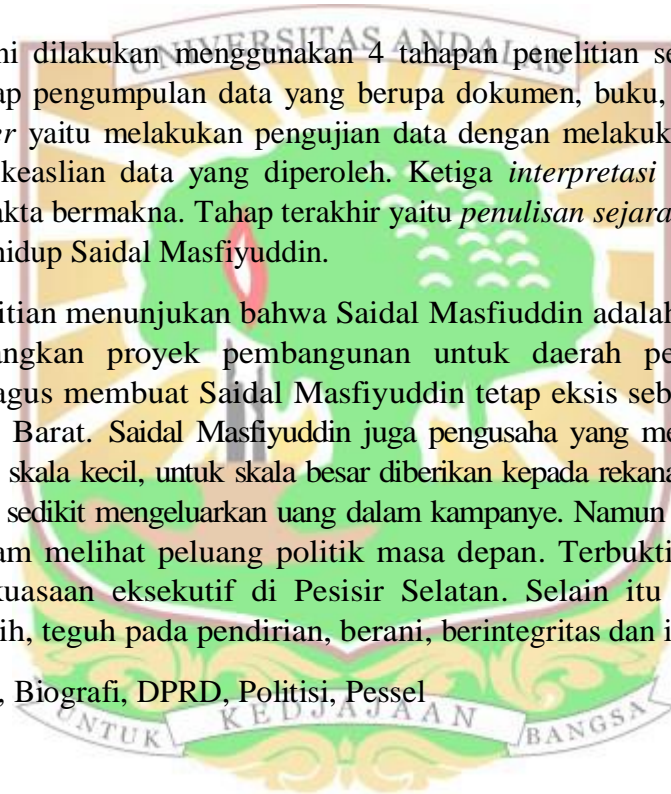 UNIVERSITAS ANDALAS
ni dilakukan menggunakan 4 tahapan penelitian se
ap pengumpulan data yang berupa dokumen, buku,
er yaitu melakukan pengujian data dengan melakuk
keaslian data yang diperoleh. Ketiga interpretasi
akta bermakna. Tahap terakhir yaitu penulisan sejara
hidup Saidal Masfiyuddin.
litian menunjukan bahwa Saidal Masfiuddin adalah
angkan proyek pembangunan untuk daerah pe
agus membuat Saidal Masfiyuddin tetap eksis seb
Barat. Saidal Masfiyuddin juga pengusaha yang me
skala kecil, untuk skala besar diberikan kepada rekana
sedikit mengeluarkan uang dalam kampanye. Namun
am melihat peluang politik masa depan. Terbukti
kuasaan eksekutif di Pesisir Selatan. Selain itu
ih, teguh pada pendirian, berani, berintegritas dan i
, Biografi, DPRD, Politisi, Pessel
UNTUK KEDJAJAAN BANGSA